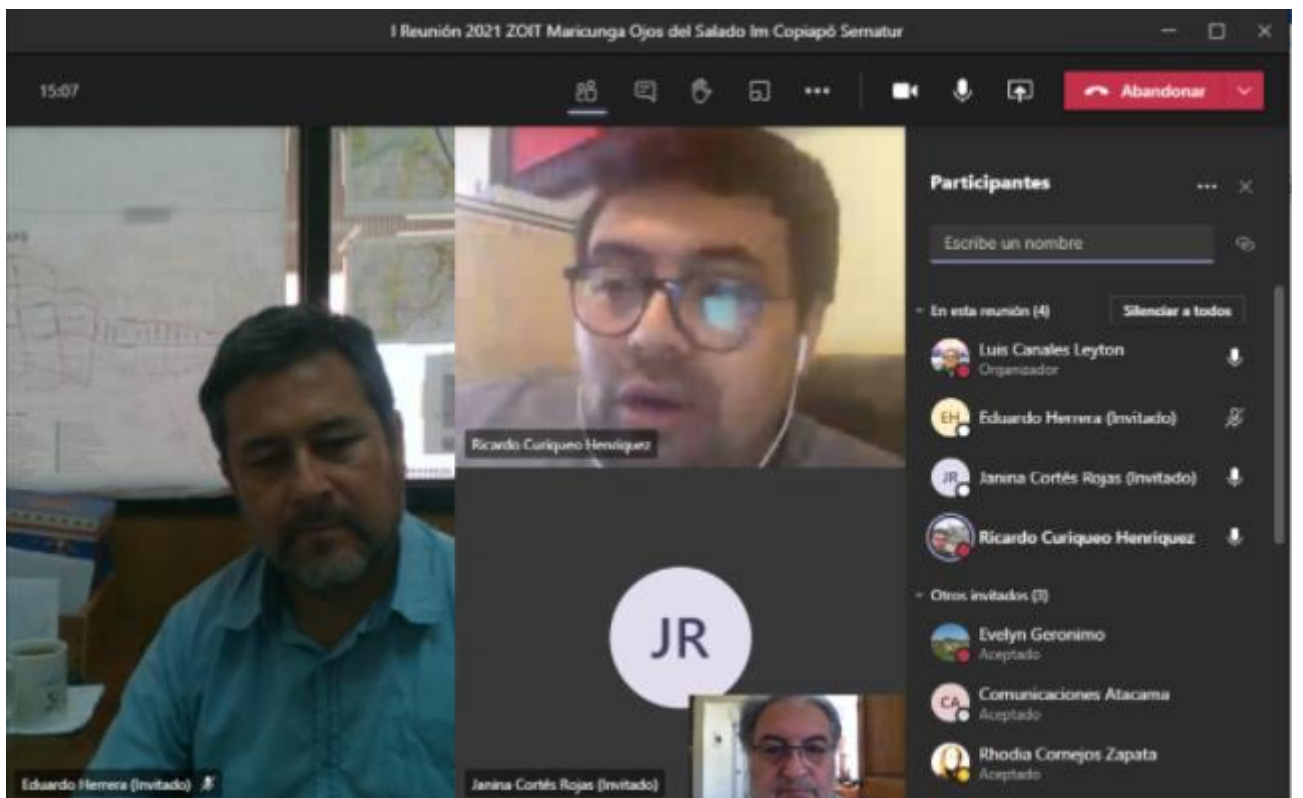 I Reunión 2021 ZOIT Maricunga Ojos del Salado Im Copiapó Sernatur
15:07
Abandonar
Participantes
Escribe un nombre
En esta reunión (4)
Silenciar a todos
Luis Canales Leyton
Organizador
EH
Eduardo Herrera (Invitado)
JR
Janina Cortés Rojas (Invitado)
Ricardo Curiqueo Henriquez
Otros invitados (3)
Evelyn Geronimo
Aceptado
CA
Comunicaciones Atacama
Aceptado
Rhodia Cornejos Zapata
Aceptado
Ricardo Curiqueo Henriquez
JR
Eduardo Herrera (Invitado)
Janina Cortés Rojas (Invitado)